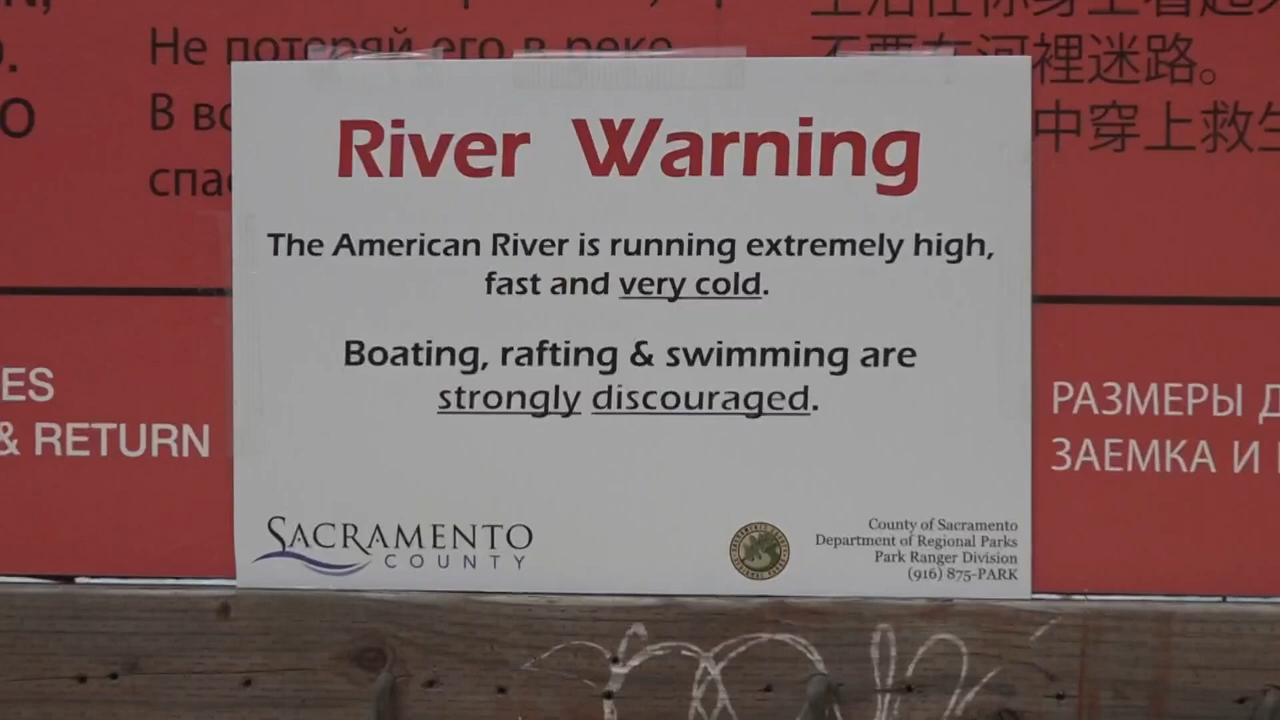 Не потеряй его в реке
В
不要在河裡迷路。
中穿上救
River Warning
The American River is running extremely high,
fast and very cold.
Boating, rafting & swimming are
strongly discouraged.
SACRAMENTO
COUNTY
County of Sacramento
Department of Regional Parks
Park Ranger Division
(916) 875-PARK
& RETURN
РАЗМЕРЫ
ЗАЕМКА И